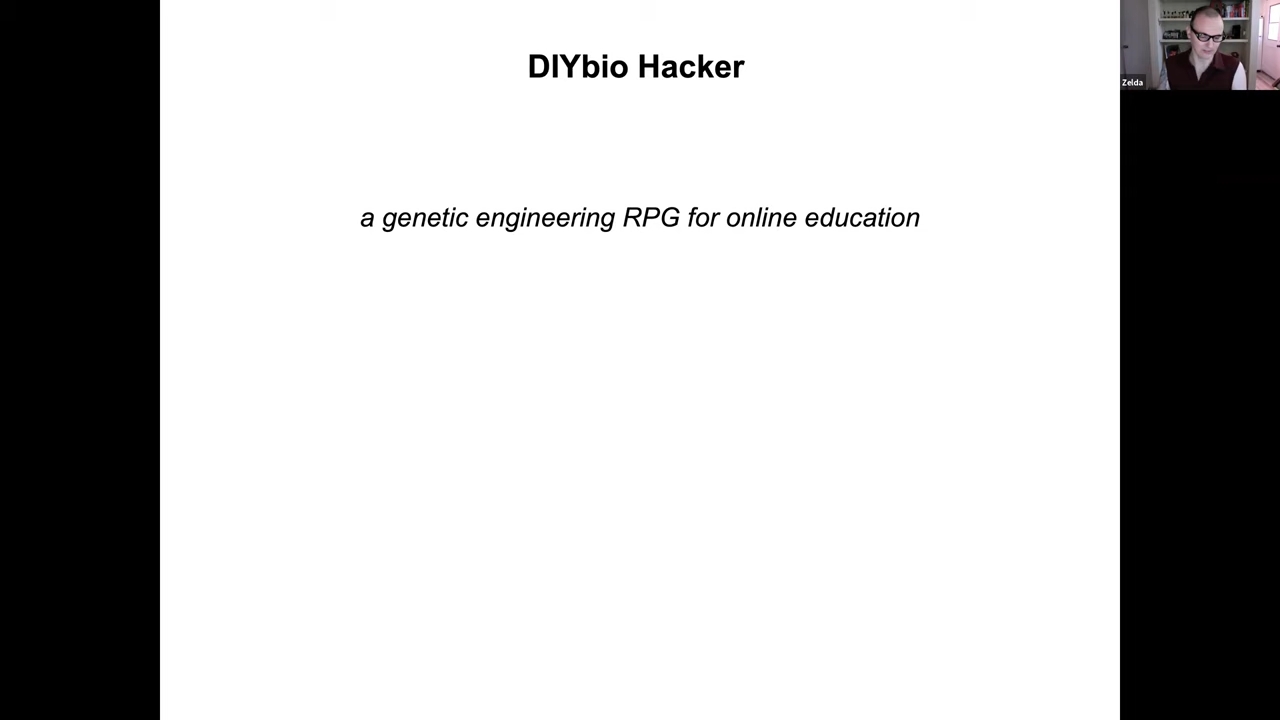 DIYbio Hacker
Zelda
a genetic engineering RPG for online education